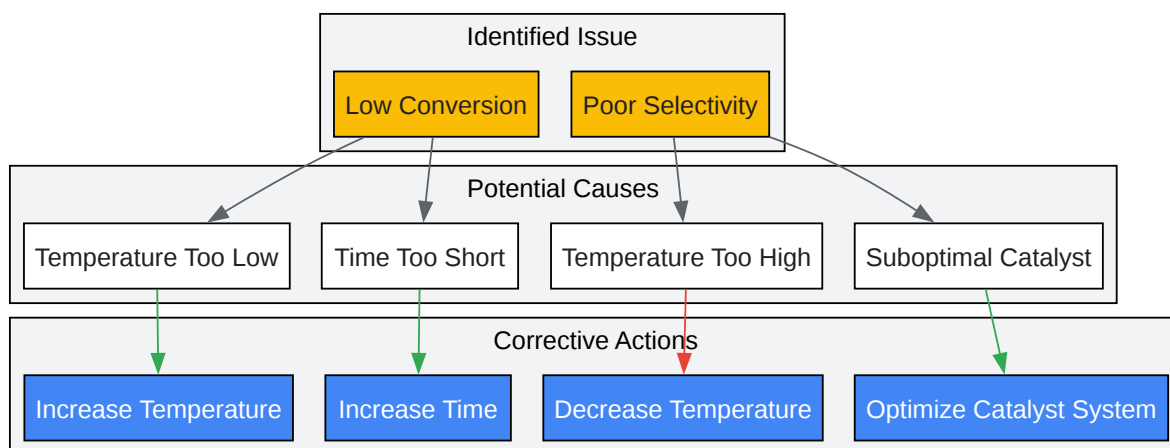 Identified Issue
Low Conversion
Poor Selectivity
Potential Causes
Temperature Too Low
Time Too Short
Temperature Too High
Suboptimal Catalyst
Corrective Actions
Increase Temperature
Increase Time
Decrease Temperature
Optimize Catalyst System